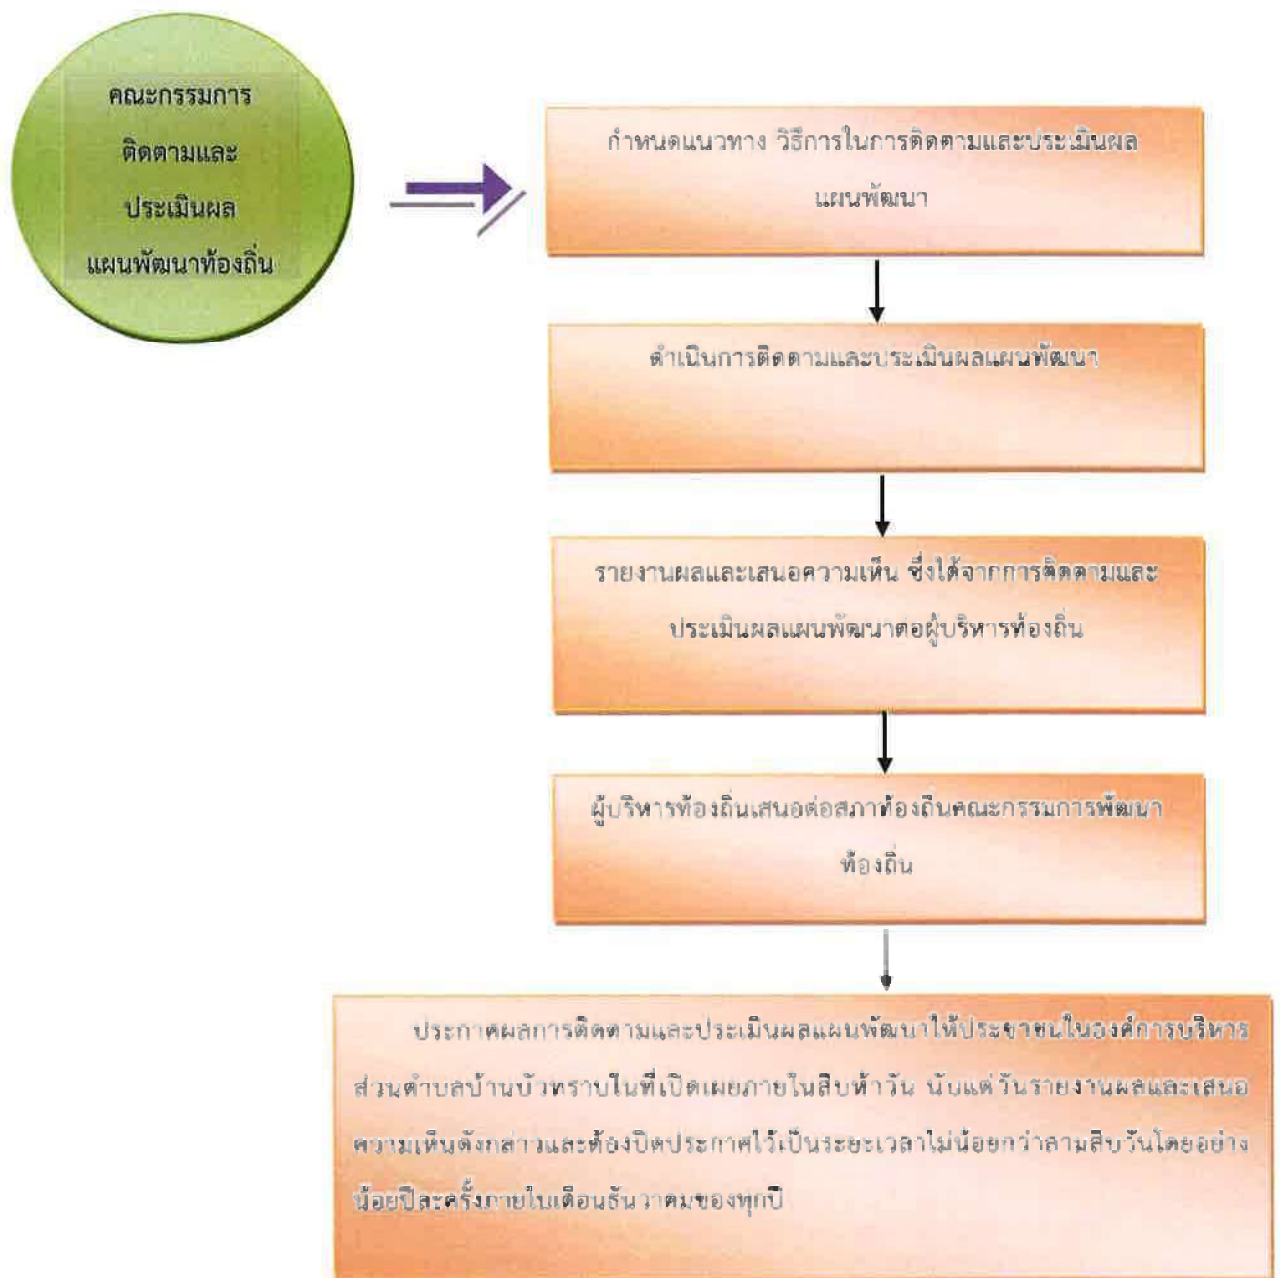 คณะกรรมการ
ติดตามและ
ประเมินผล
แผนพัฒนาท้องถิ่น
กำหนดแนวทาง วิธีการในการติดตามและประเมินผล
แผนพัฒนา
ดำเนินการติดตามและประเมินผลแผนพัฒนา
รายงานผลและเสนอความเห็น ซึ่งได้จากการติดตามและ
ประเมินผลแผนพัฒนาต่อผู้บริหารท้องถิ่น
ผู้บริหารท้องถิ่นเสนอต่อสภาท้องถิ่นคณะกรรมการพัฒนา
ท้องถิ่น
ประกาศผลการติดตามและประเมินผลแผนพัฒนาให้ประชาชนในองค์การบริหาร
ส่วนตำบลบ้านบัวทราบในที่เปิดเผยภายในสิบห้าวัน นับแต่วันรายงานผลและเสนอ
ความเห็นดังกล่าวและต้องปิดประกาศไว้เป็นระยะเวลาไม่น้อยกว่าสามสิบวันโดยอย่าง
น้อยปีละครั้งภายในเดือนธันวาคมของทุกปี